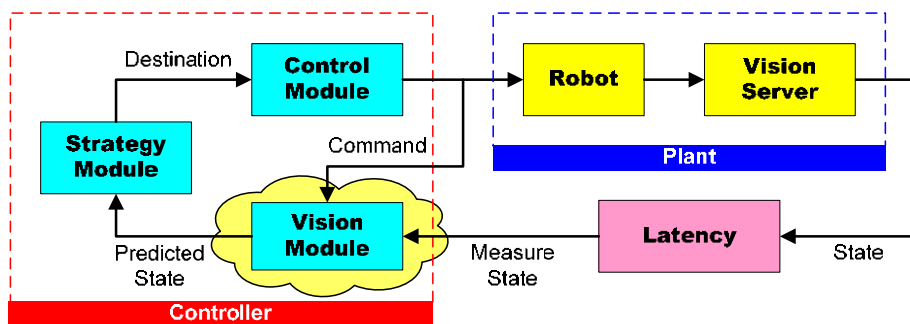 Destination
Control
Module
Robot
Vision
Server
Strategy
Module
Command
Plant
Vision
Module
Latency
Predicted
State
Measure
State
State
Controller